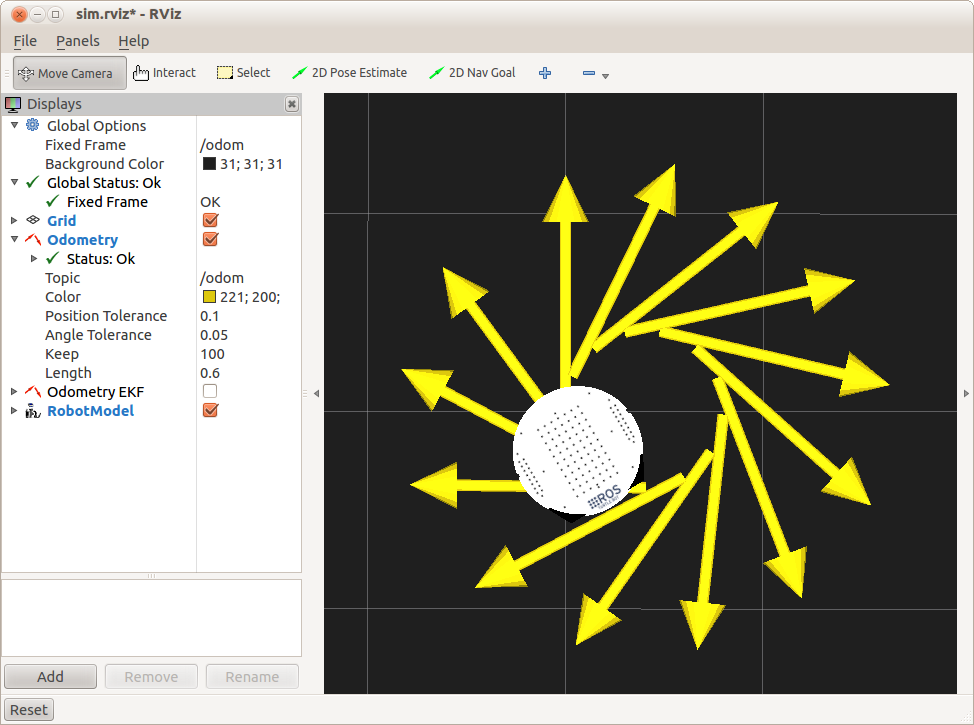 sim.rviz* - RViz
File Panels Help
Move Camera Interact Select 2D Pose Estimate 2D Nav Goal
Displays
Global Options
Fixed Frame /odom
Background Color 31; 31; 31
Global Status: Ok
Fixed Frame OK
Grid
Odometry
Status: Ok
Topic /odom
Color 221; 200;
Position Tolerance 0.1
Angle Tolerance 0.05
Keep 100
Length 0.6
Odometry EKF
RobotModel
ROS
Add Remove Rename
Reset